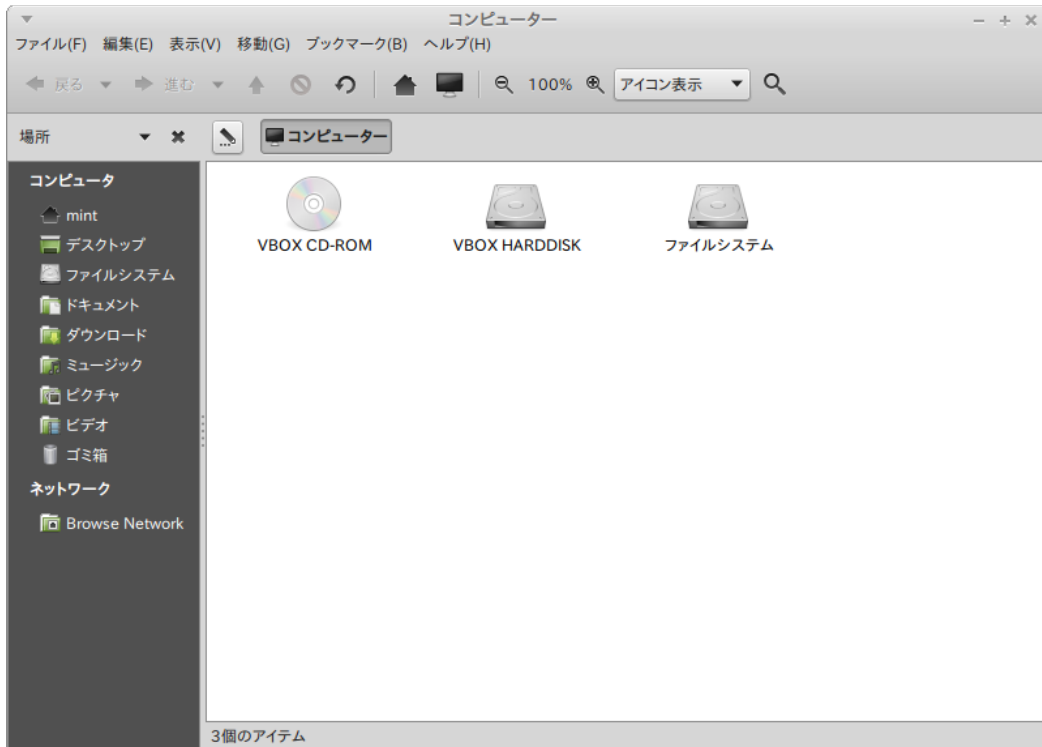 コンピューター
ファイル(F) 編集(E) 表示(V) 移動(G) ブックマーク(B) ヘルプ(H)
戻る 進む 100% アイコン表示
場所 コンピューター
コンピュータ
mint
デスクトップ
ファイルシステム
ドキュメント
ダウンロード
ミュージック
ピクチャ
ビデオ
ゴミ箱
ネットワーク
Browse Network
VBOX CD-ROM VBOX HARDDISK ファイルシステム
3個のアイテム